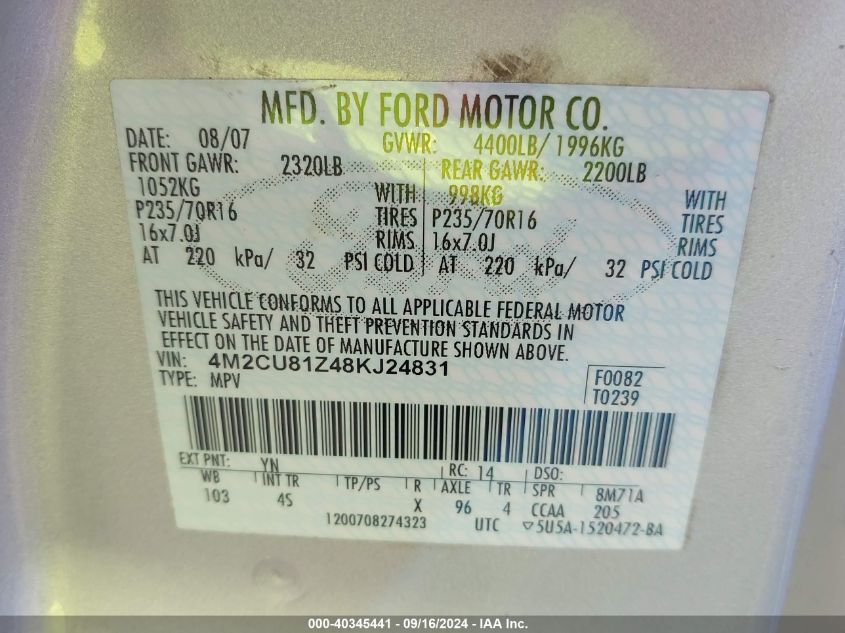 MFD. BY FORD MOTOR CO.
DATE: 08/07 GVWR: 4400LB/ 1996KG
FRONT GAWR: 2320LB REAR GAWR: 2200LB
1052KG WITH 998KG WITH
P235/70R16 TIRES P235/70R16 TIRES
16x7.0J RIMS 16x7.0J RIMS
AT 220 kPa/ 32 PSI COLD AT 220 kPa/ 32 PSI COLD
THIS VEHICLE CONFORMS TO ALL APPLICABLE FEDERAL MOTOR
VEHICLE SAFETY AND THEFT PREVENTION STANDARDS IN
EFFECT ON THE DATE OF MANUFACTURE SHOWN ABOVE.
VIN: 4M2CU81Z48KJ24831 F0082
TYPE: MPV T0239
EXT PNT: YN RC: 14 DSO:
WB INT TR TP/PS R AXLE TR SPR 8M71A
103 4S X 96 4 CCAA 205
1200708274323 UTC ▽5U5A-1520472-BA
000-40345441 - 09/16/2024 - IAA Inc.